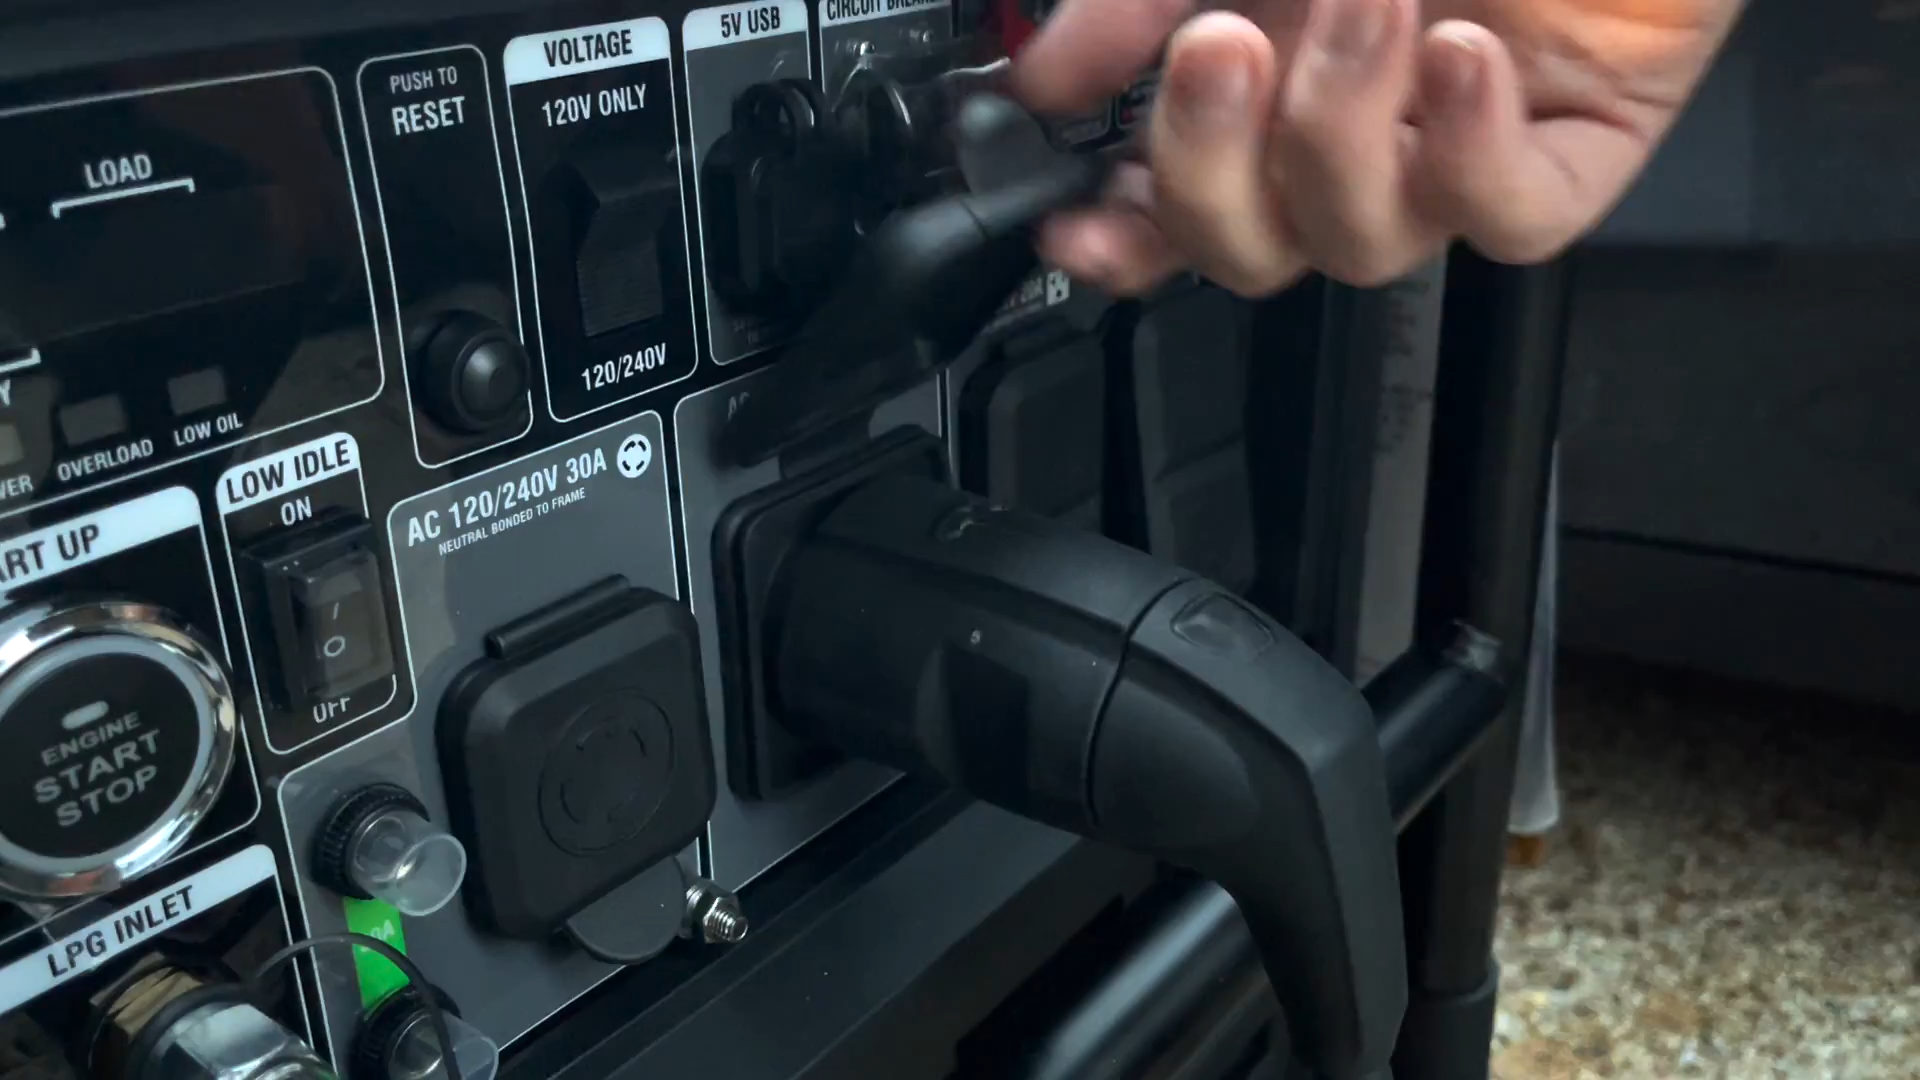 LOAD
PUSH TO
RESET
VOLTAGE
120V ONLY
120/240V
5V USB
CIRCUIT
OVERLOAD
LOW OIL
LOW IDLE
ON
OFF
AC 120/240V 30A
NEUTRAL BONDED TO FRAME
UP
ENGINE
START
STOP
LPG INLET